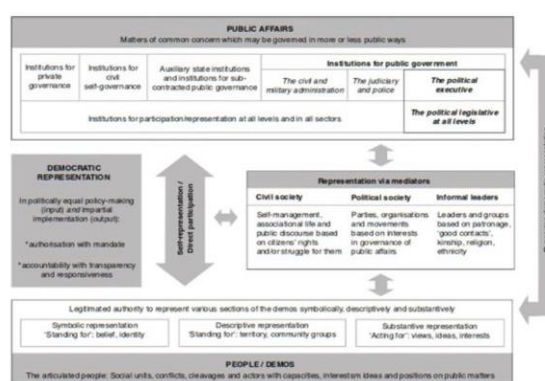 PUBLIC AFFAIRS
Matters of common concern which may be governed in more or less public ways
Institutions for
private
governance
Institutions for
civil
self-governance
Auxiliary state institutions
and institutions for sub-
contracted public governance
Institutions for public government
The civil and
military administration
The judiciary
and police
The political
executive
Institutions for participation/representation at all levels and in all sectors
The political legislative
at all levels
DEMOCRATIC
REPRESENTATION
In politically equal policy-making
(input) and impartial
implementation (output):
*authorisation with mandate
*accountability with transparency
and responsiveness
Self-representation /
Direct participation
Representation via mediators
Civil society
Self-management,
associational life and
public discourse based
on citizens' rights
and/or struggle for them
Political society
Parties, organisations
and movements
based on interests
in governance of
public affairs
Informal leaders
Leaders and groups
based on patronage,
'good contacts',
kinship, religion,
ethnicity
Legitimated authority to represent various sections of the demos symbolically, descriptively and substantively
Symbolic representation
'Standing for': belief, identity
Descriptive representation
'Standing for': territory, community groups
Substantive representation
'Acting for': views, ideas, interests
PEOPLE / DEMOS
The articulated people: Social units, conflicts, cleavages and actors with capacities, interestsm ideas and positions on public matters